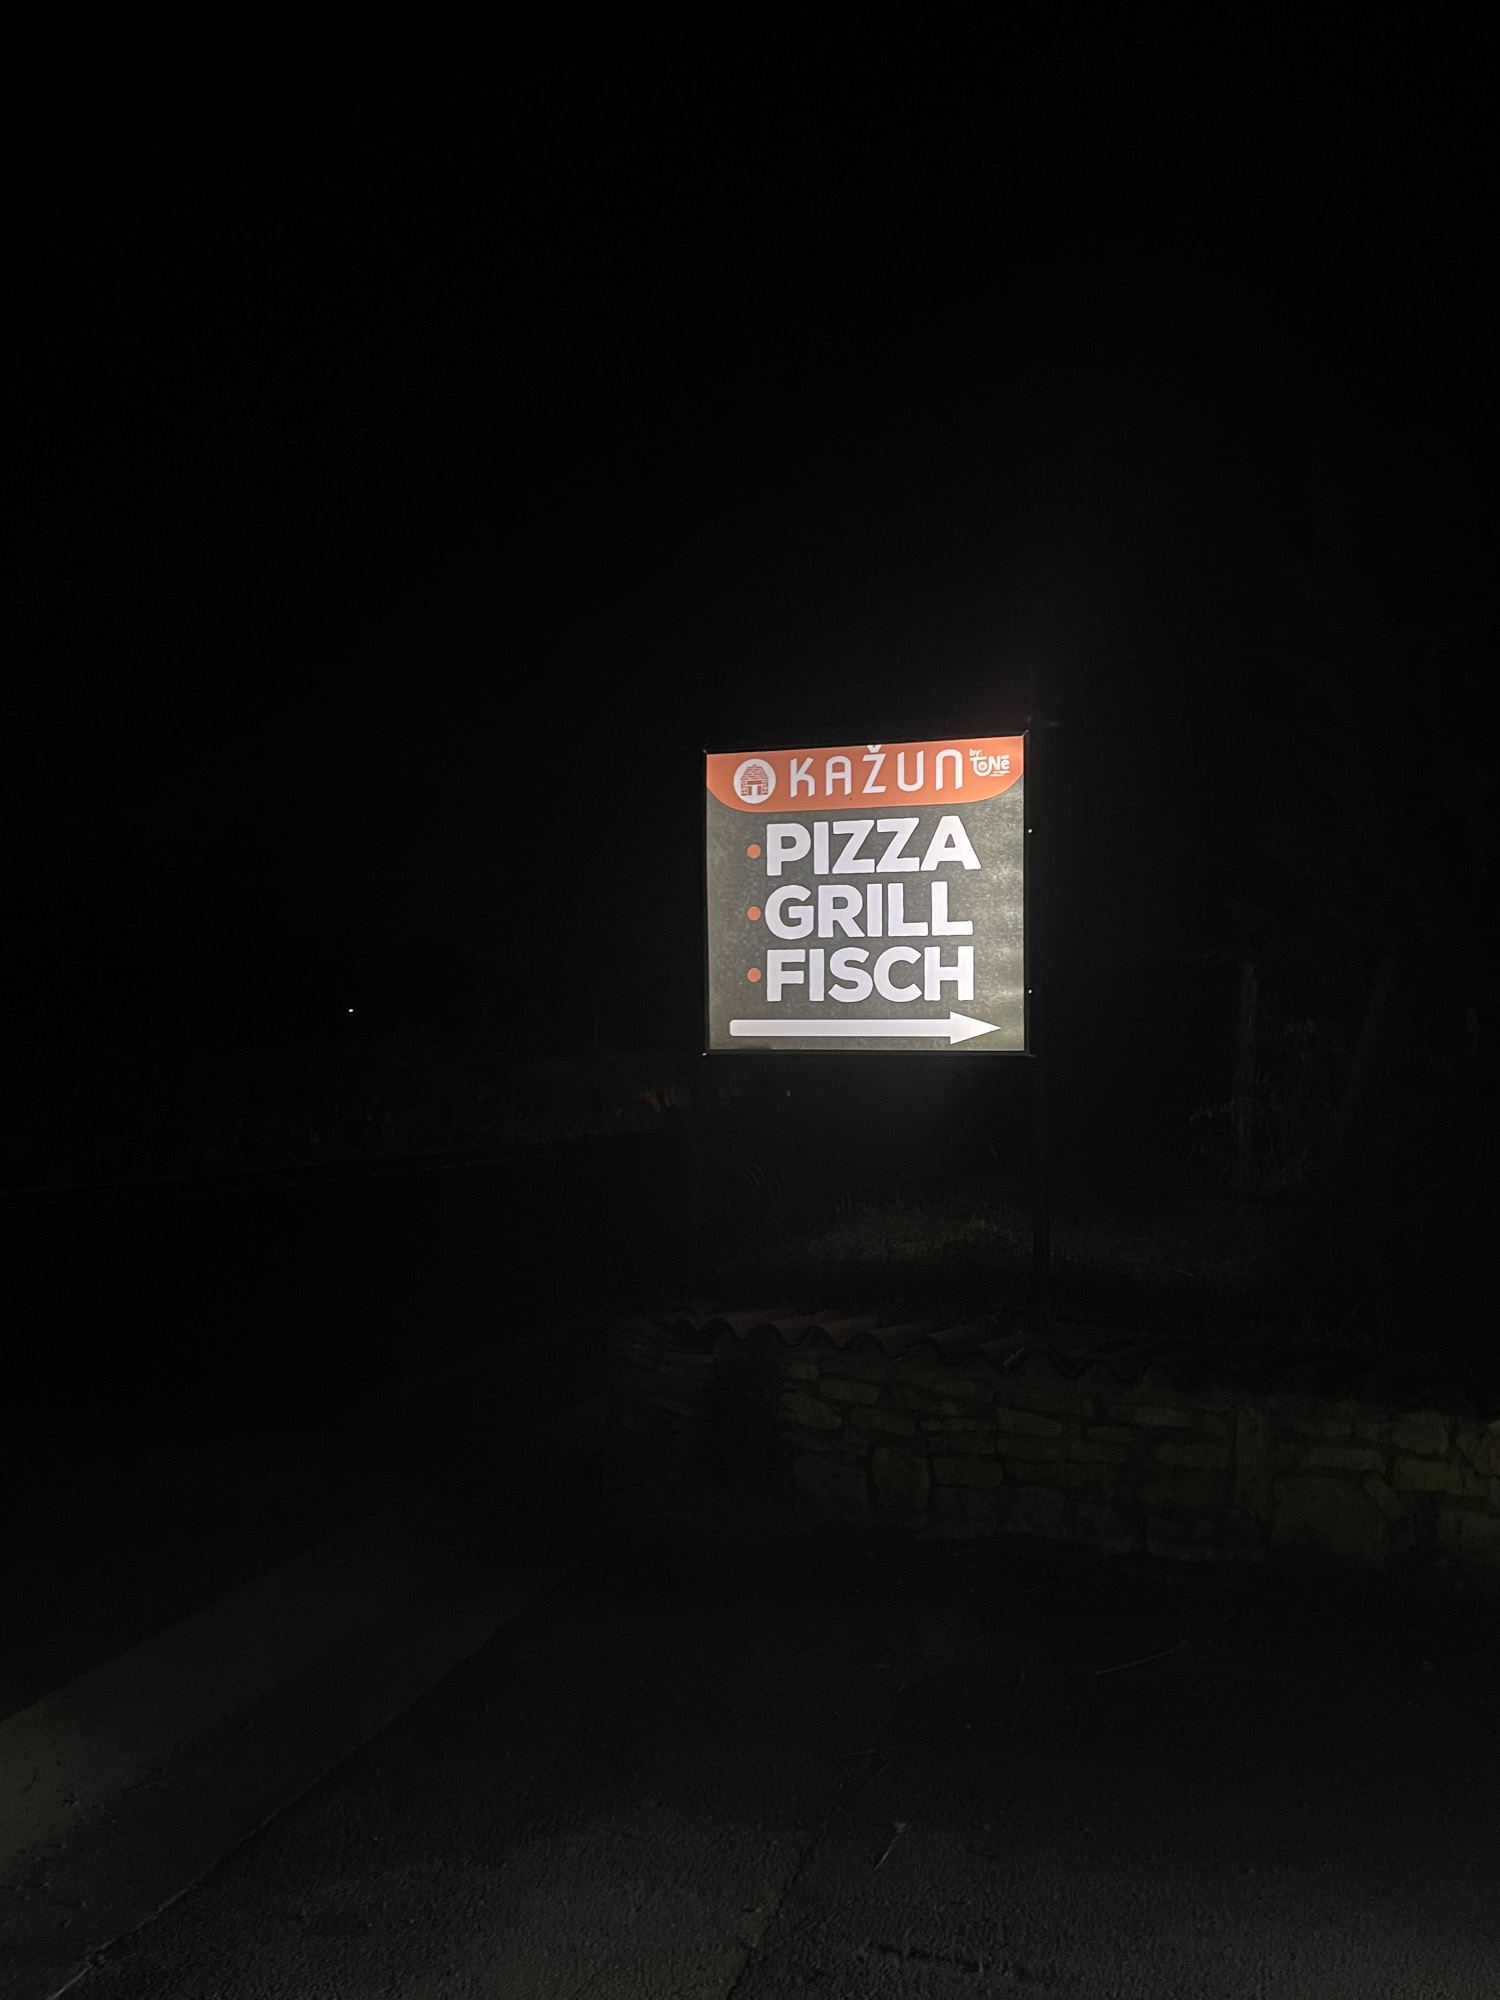 KAŽUN by: ToNe
• PIZZA
• GRILL
• FISCH